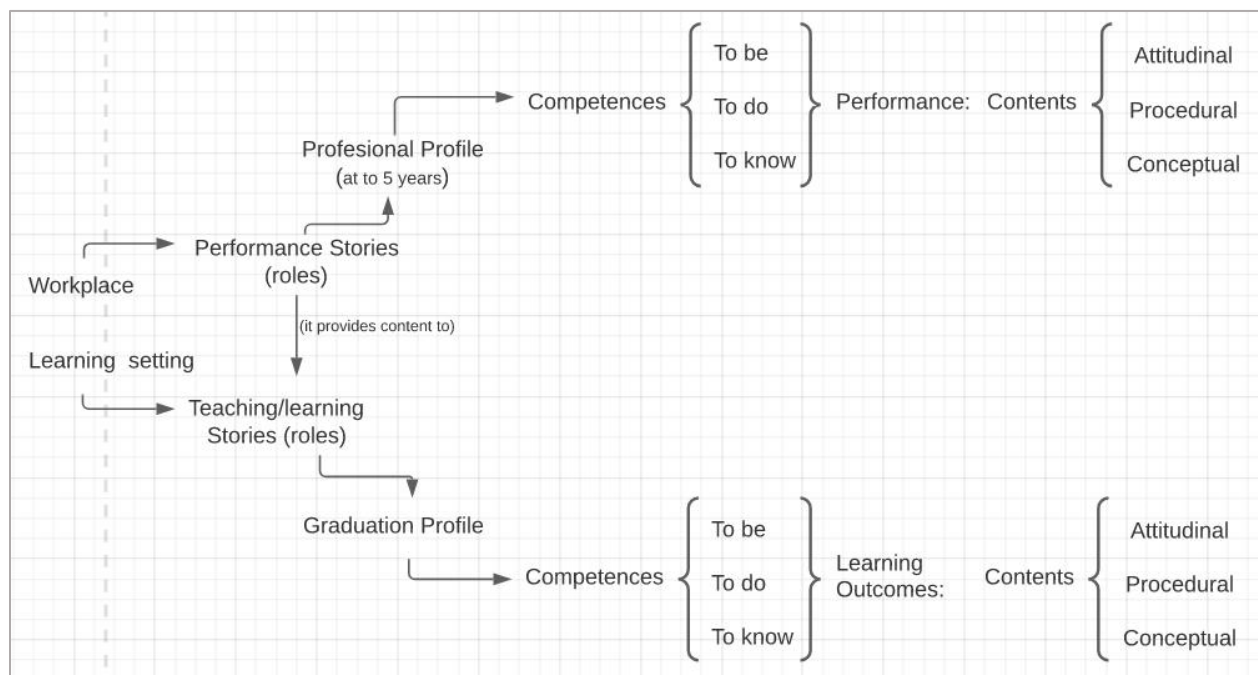 To be
To do
To know
Competences
Performance:
Contents
Attitudinal
Procedural
Conceptual
Profesional Profile
(at to 5 years)
Performance Stories
(roles)
Workplace
(it provides content to)
Learning setting
Teaching/learning
Stories (roles)
Graduation Profile
Competences
To be
To do
To know
Learning
Outcomes:
Contents
Attitudinal
Procedural
Conceptual